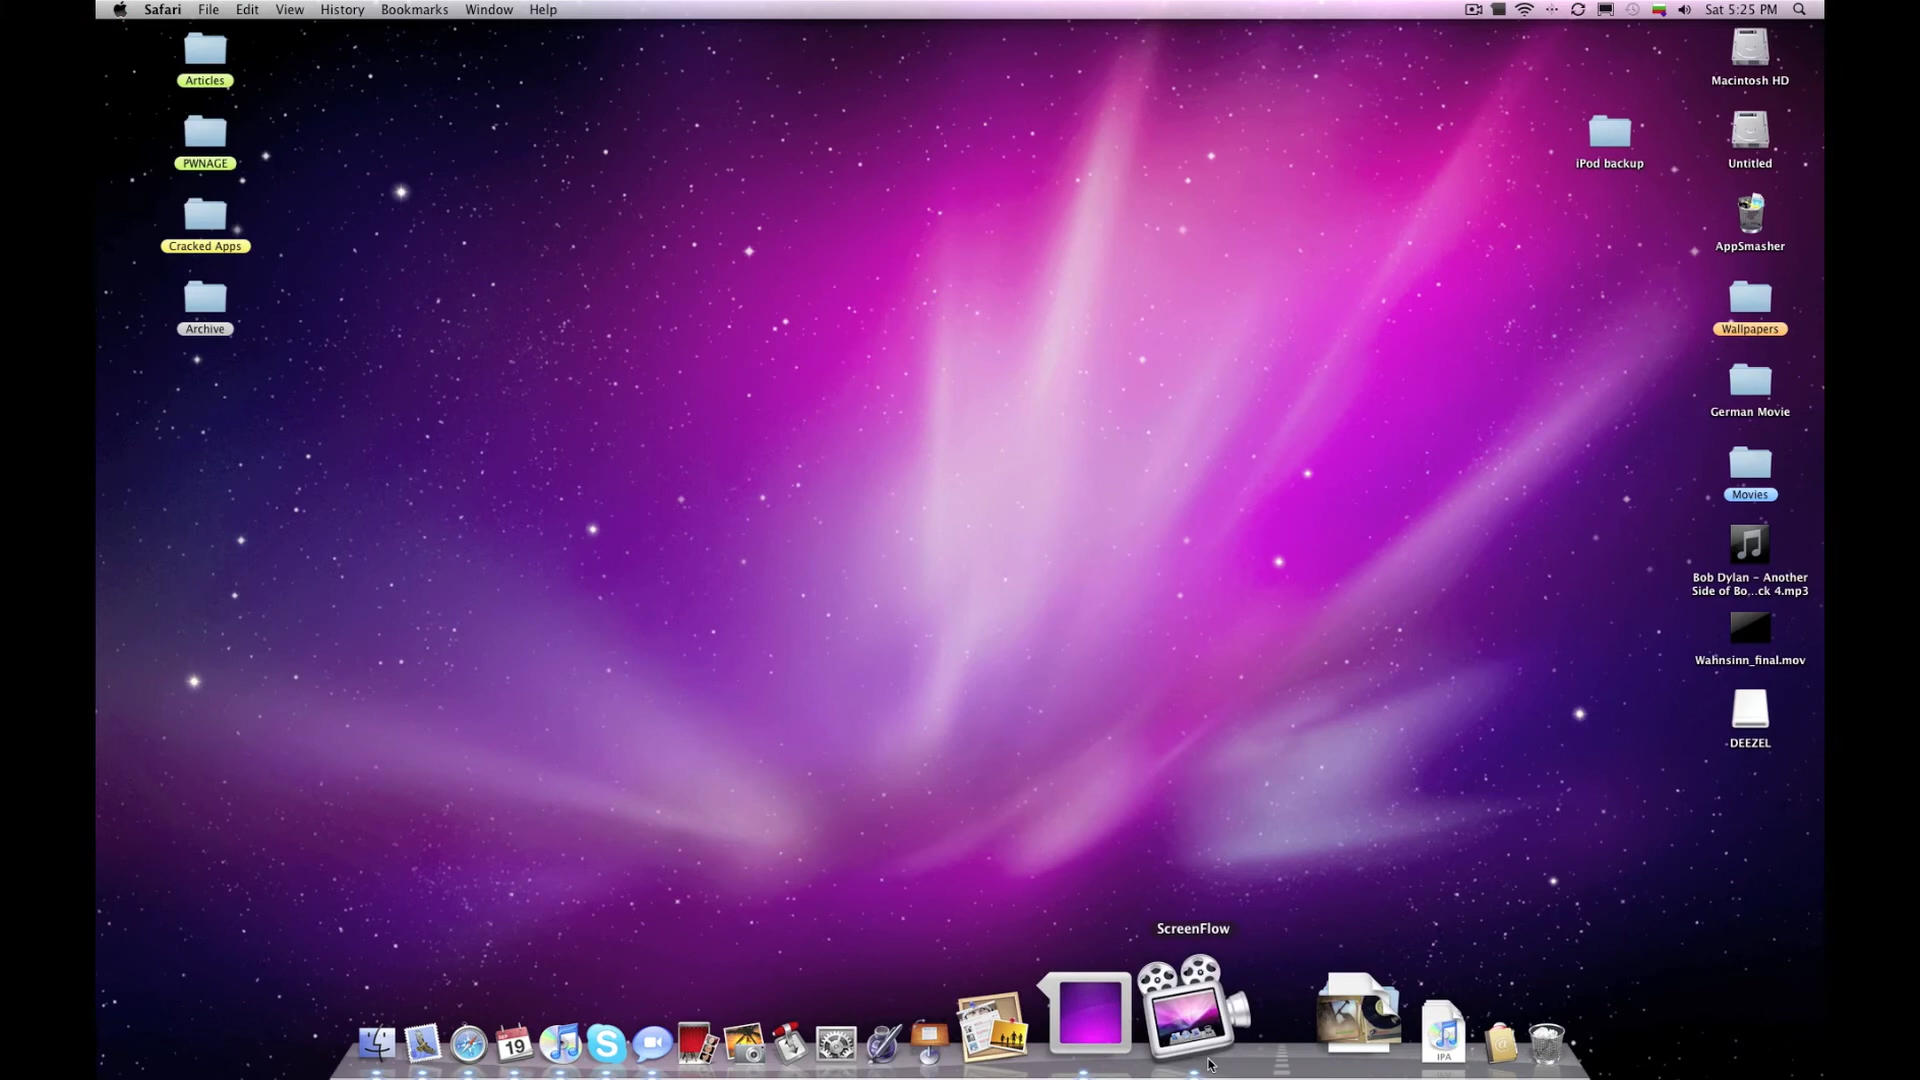 Safari File Edit View History Bookmarks Window Help
Sat 5:25 PM
Articles
PWNAGE
Cracked Apps
Archive
iPod backup
Macintosh HD
Untitled
AppSmasher
Wallpapers
German Movie
Movies
Bob Dylan - Another
Side of Bo...ck 4.mp3
Wahnsinn_final.mov
DEEZEL
ScreenFlow
19
IPA